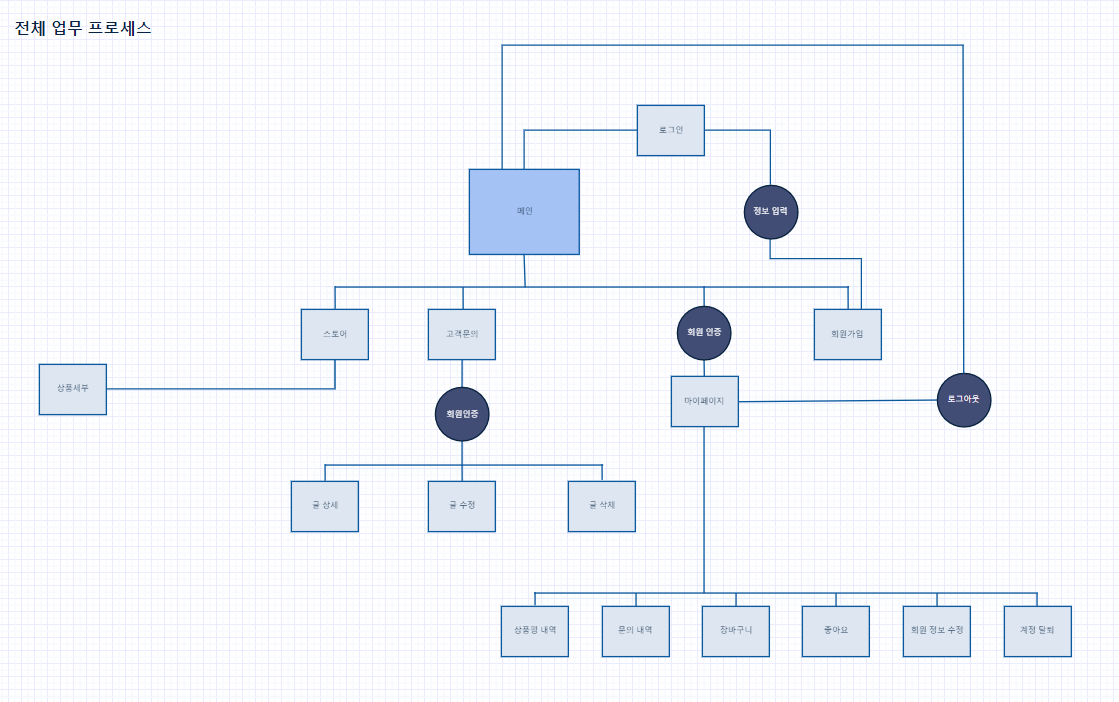 전체 업무 프로세스
로그인
메인
정보 입력
스토어
고객문의
회원 인증
회원가입
상품세부
마이페이지
로그아웃
회원인증
글 상세
글 수정
글 삭제
상품평 내역
문의 내역
장바구니
좋아요
회원 정보 수정
계정 탈퇴